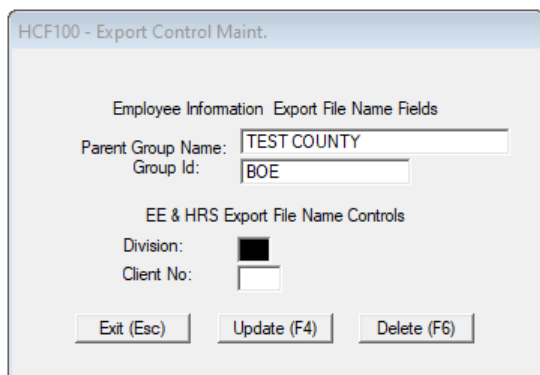 HCF100 - Export Control Maint.
Employee Information Export File Name Fields
Parent Group Name: TEST COUNTY
Group Id: BOE
EE & HRS Export File Name Controls
Division:
Client No:
Exit (Esc) Update (F4) Delete (F6)